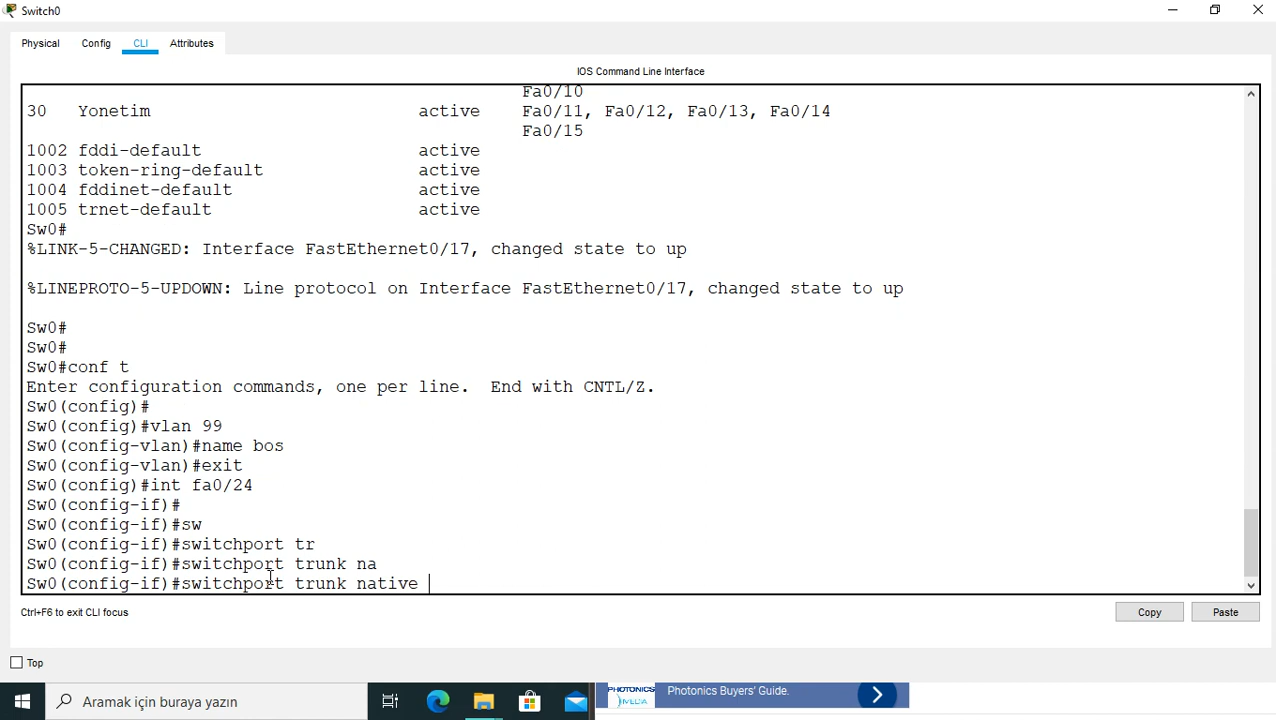 Switch0
Physical Config CLI Attributes
IOS Command Line Interface
Fa0/10
30 Yonetim active Fa0/11, Fa0/12, Fa0/13, Fa0/14
Fa0/15
1002 fddi-default active
1003 token-ring-default active
1004 fddinet-default active
1005 trnet-default active
Sw0#
%LINK-5-CHANGED: Interface FastEthernet0/17, changed state to up
%LINEPROTO-5-UPDOWN: Line protocol on Interface FastEthernet0/17, changed state to up
Sw0#
Sw0#
Sw0#conf t
Enter configuration commands, one per line. End with CNTL/Z.
Sw0(config)#
Sw0(config)#vlan 99
Sw0(config-vlan)#name bos
Sw0(config-vlan)#exit
Sw0(config)#int fa0/24
Sw0(config-if)#
Sw0(config-if)#sw
Sw0(config-if)#switchport tr
Sw0(config-if)#switchport trunk na
Sw0(config-if)#switchport trunk native
Ctrl+F6 to exit CLI focus
Copy Paste
Top
Aramak için buraya yazın
PHOTONICS MEDIA
Photonics Buyers' Guide.